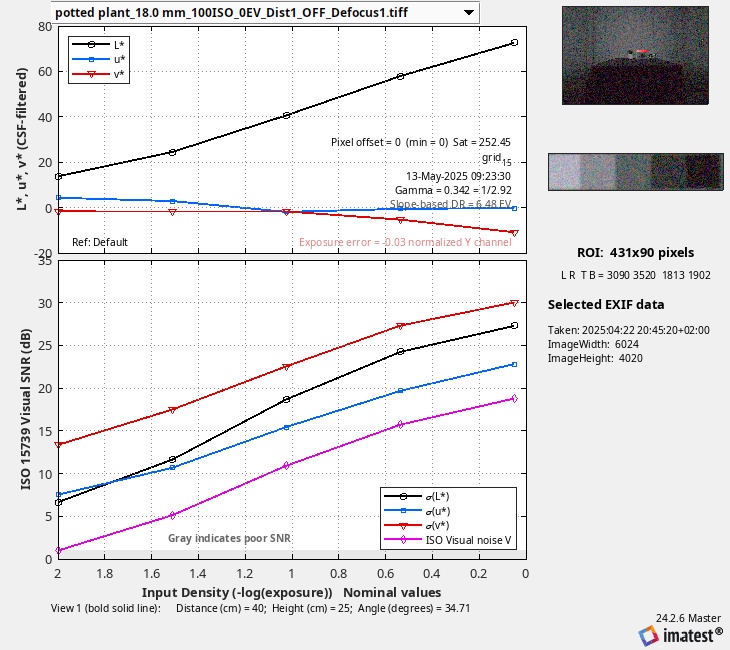 potted plant_18.0 mm_100ISO_0EV_Dist1_OFF_Defocus1.tiff
80
60
40
20
0
-20
L*, u*, v* (CSF-filtered)
L*
u*
v*
Pixel offset = 0 (min = 0) Sat = 252.45
grid_15
13-May-2025 09:23:30
Gamma = 0.342 = 1/2.92
Slope-based DR = 6.48 EV
Ref: Default
Exposure error = -0.03 normalized Y channel
35
30
25
20
15
10
5
0
ISO 15739 Visual SNR (dB)
σ(L*)
σ(u*)
σ(v*)
ISO Visual noise V
Gray indicates poor SNR
2 1.8 1.6 1.4 1.2 1 0.8 0.6 0.4 0.2 0
Input Density (-log(exposure)) Nominal values
View 1 (bold solid line): Distance (cm) = 40; Height (cm) = 25; Angle (degrees) = 34.71
ROI: 431x90 pixels
L R T B = 3090 3520 1813 1902
Selected EXIF data
Taken: 2025:04:22 20:45:20+02:00
ImageWidth: 6024
ImageHeight: 4020
24.2.6 Master
imatest®